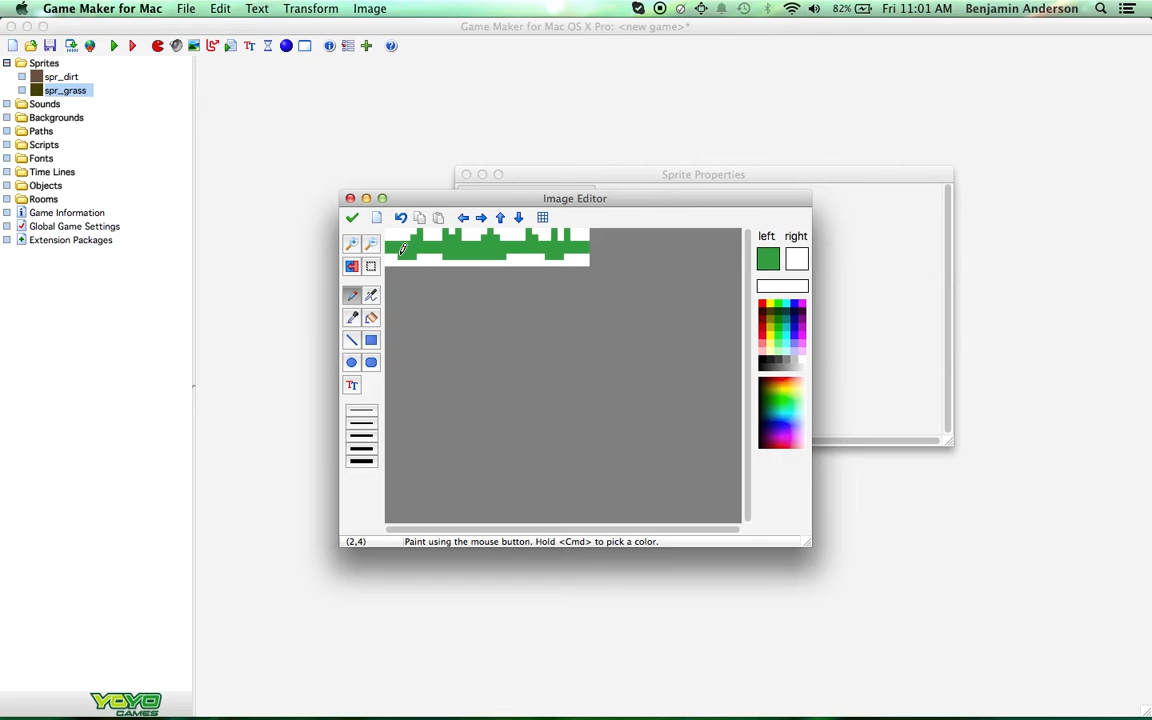 Game Maker for Mac File Edit Text Transform Image 82% Fri 11:01 AM Benjamin Anderson
Game Maker for Mac OS X Pro: <new game>*
Sprites
spr_dirt
spr_grass
Sounds
Backgrounds
Paths
Scripts
Fonts
Time Lines
Objects
Rooms
Game Information
Global Game Settings
Extension Packages
Sprite Properties
Image Editor
left right
(2,4) Paint using the mouse button. Hold <Cmd> to pick a color.
YOYO
GAMES